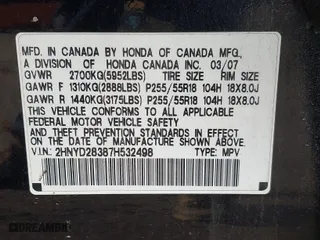 MFD. IN CANADA BY HONDA OF CANADA MFG.,
A DIVISION OF HONDA CANADA INC. 03/07
GVWR 2700KG(5952LBS) TIRE SIZE RIM SIZE
GAWR F 1310KG(2888LBS) P255/55R18 104H 18X8.0J
GAWR R 1440KG(3175LBS) P255/55R18 104H 18X8.0J
THIS VEHICLE CONFORMS TO ALL APPLICABLE
FEDERAL MOTOR VEHICLE SAFETY
STANDARDS IN EFFECT ON THE
DATE OF MANUFACTURE SHOWN ABOVE.
V.I.N: 2HNYD28387H532498 TYPE: MPV